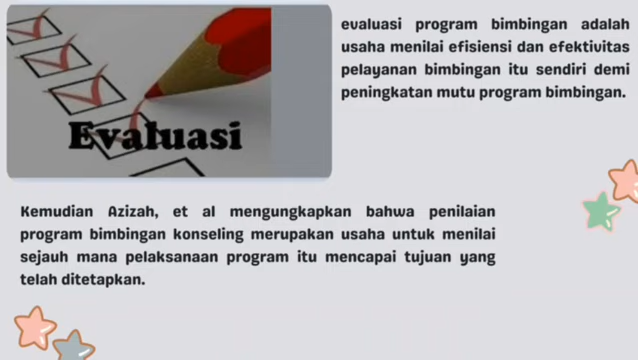 Evaluasi
evaluasi program bimbingan adalah
usaha menilai efisiensi dan efektivitas
pelayanan bimbingan itu sendiri demi
peningkatan mutu program bimbingan.
Kemudian Azizah, et al mengungkapkan bahwa penilaian
program bimbingan konseling merupakan usaha untuk menilai
sejauh mana pelaksanaan program itu mencapai tujuan yang
telah ditetapkan.